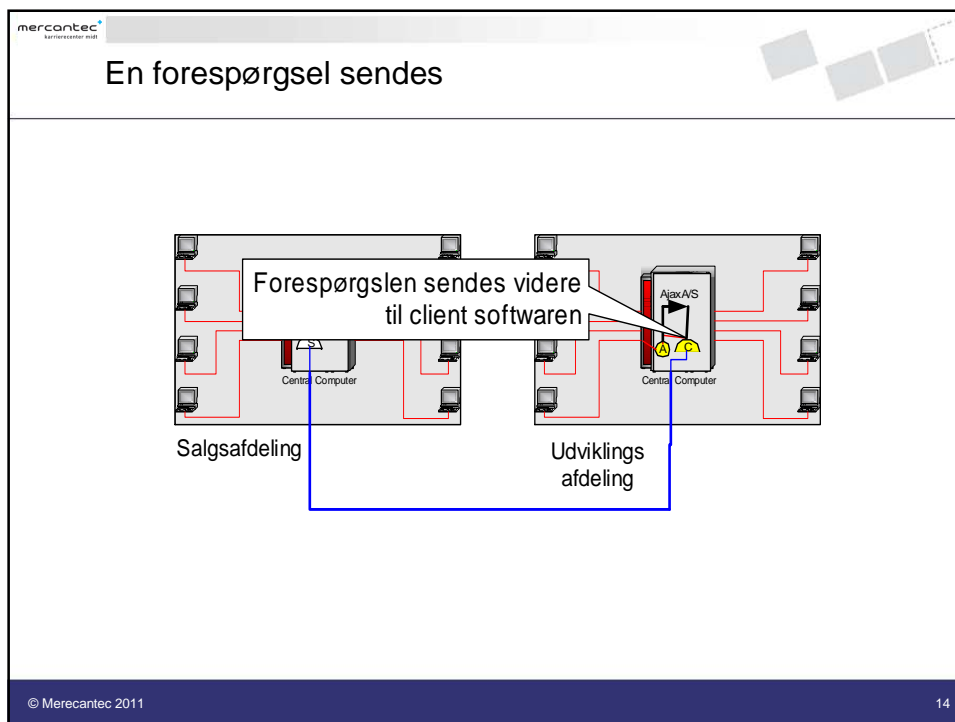 mercantec
karrierecenter midt
En forespørgsel sendes
Forespørgslen sendes videre
til client softwaren
AjaxA/S
S
A
C
Central Computer
Central Computer
Salgsafdeling
Udviklings
afdeling
© Merecantec 2011
14